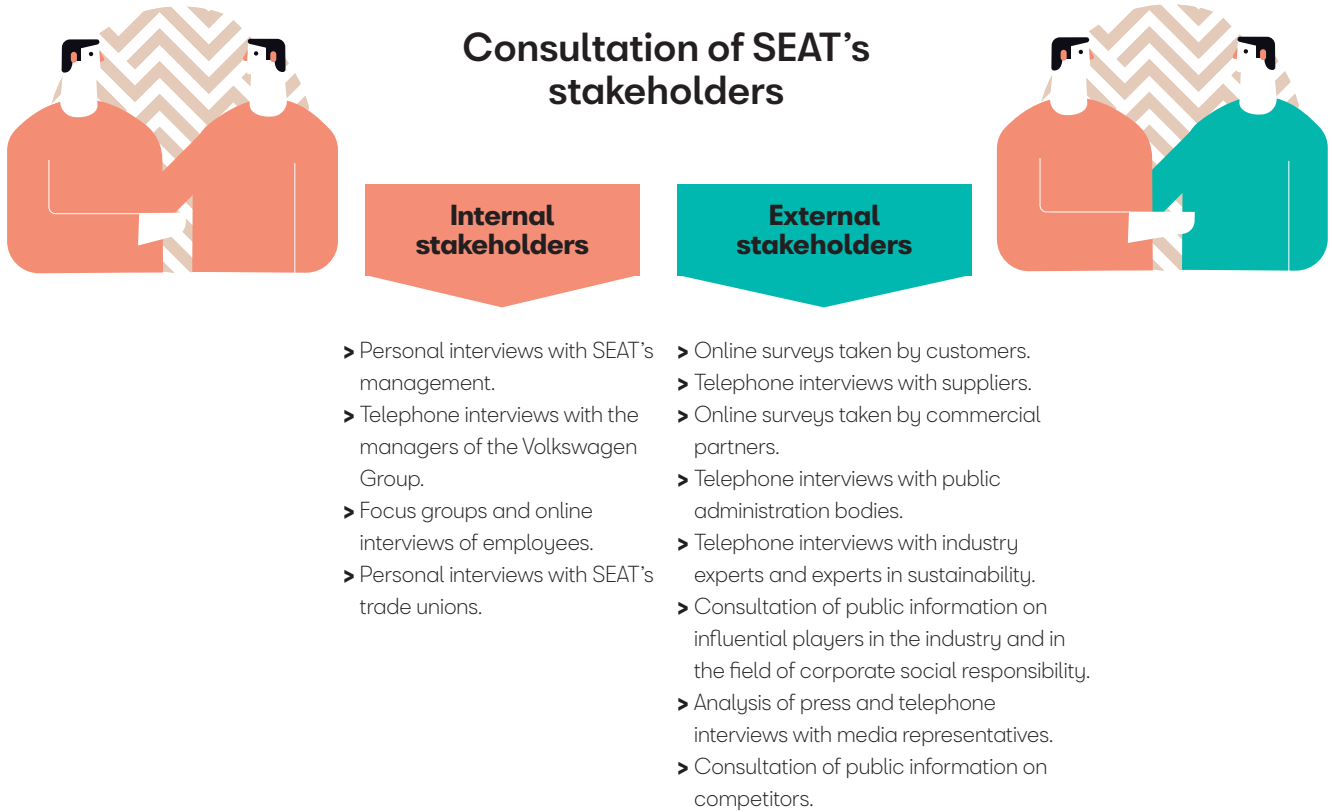 Consultation of SEAT's
stakeholders
Internal
stakeholders
> Personal interviews with SEAT's
management.
> Telephone interviews with the
managers of the Volkswagen
Group.
> Focus groups and online
interviews of employees.
> Personal interviews with SEAT's
trade unions.
External
stakeholders
> Online surveys taken by customers.
> Telephone interviews with suppliers.
> Online surveys taken by commercial
partners.
> Telephone interviews with public
administration bodies.
> Telephone interviews with industry
experts and experts in sustainability.
> Consultation of public information on
influential players in the industry and in
the field of corporate social responsibility.
> Analysis of press and telephone
interviews with media representatives.
> Consultation of public information on
competitors.